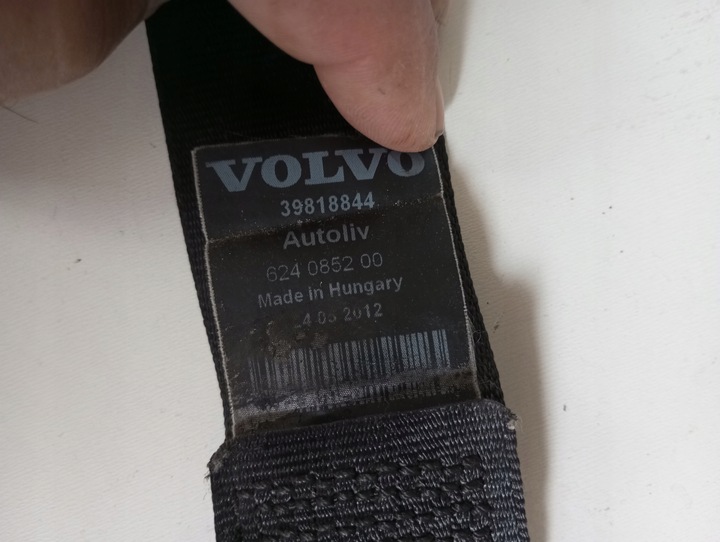 VOLVO
39818844
Autoliv
624 0852 00
Made in Hungary
2012